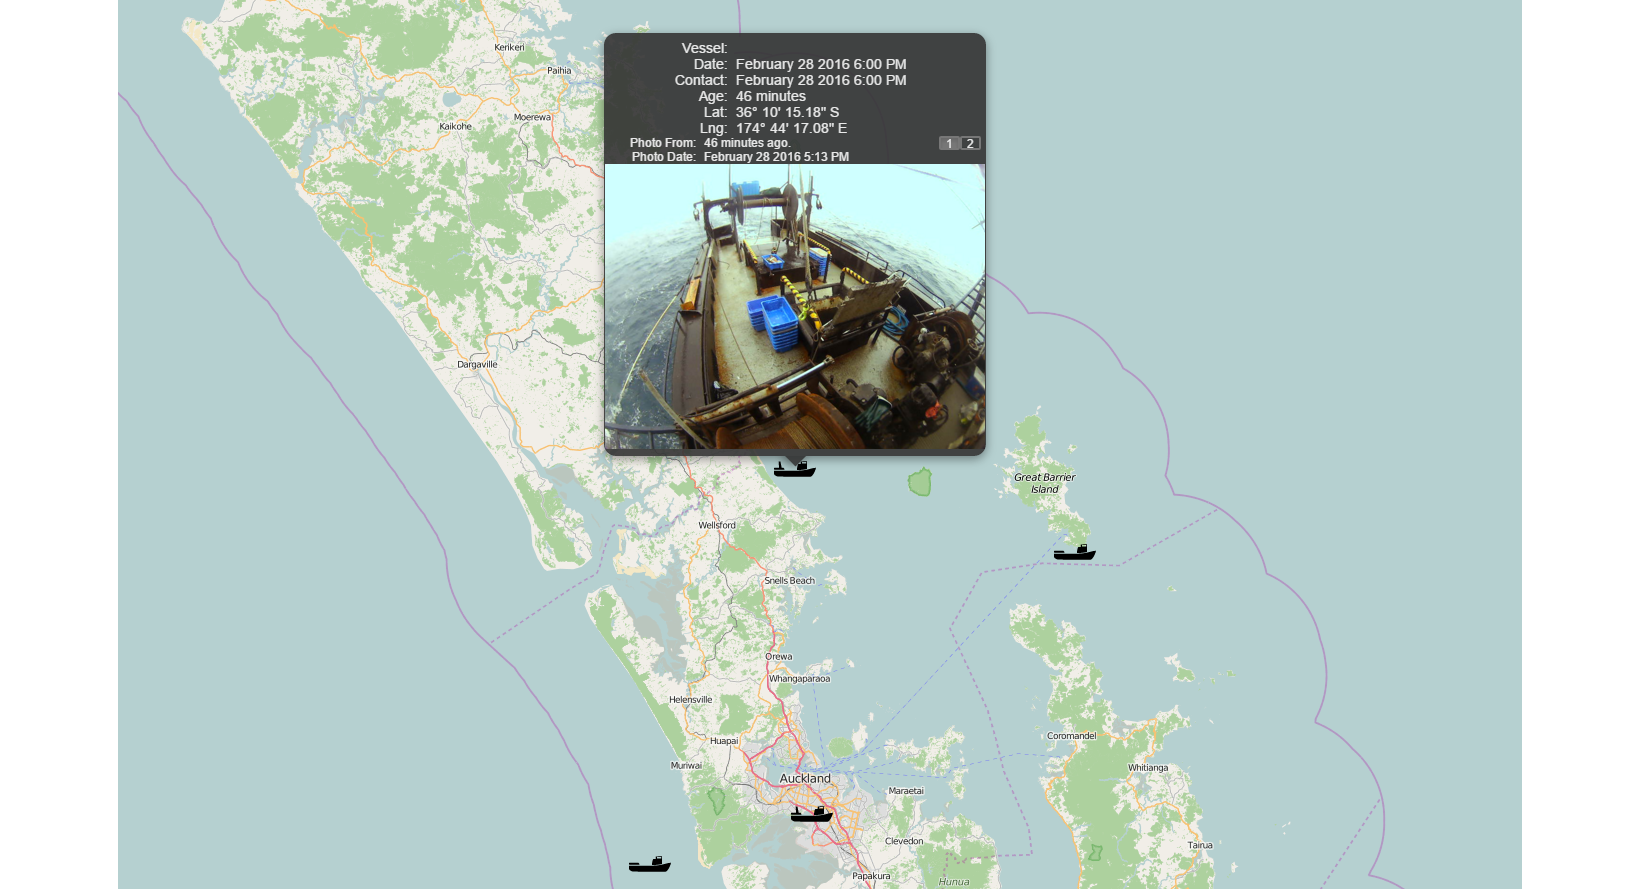 Kerikeri
Paihia
Moerewa
Kaikohe
Vessel:
Date: February 28 2016 6:00 PM
Contact: February 28 2016 6:00 PM
Age: 46 minutes
Lat: 36° 10' 15.18" S
Lng: 174° 44' 17.08" E
Photo From: 46 minutes ago.
1 2
Photo Date: February 28 2016 5:13 PM
Dargaville
Great Barrier
Island
Wellsford
Snells Beach
Orewa
Whangaparaoa
Helensville
Huapai
Coromandel
Muriwai
Whitianga
Auckland
Maraetai
Clevedon
Tairua
Papakura
Hunua